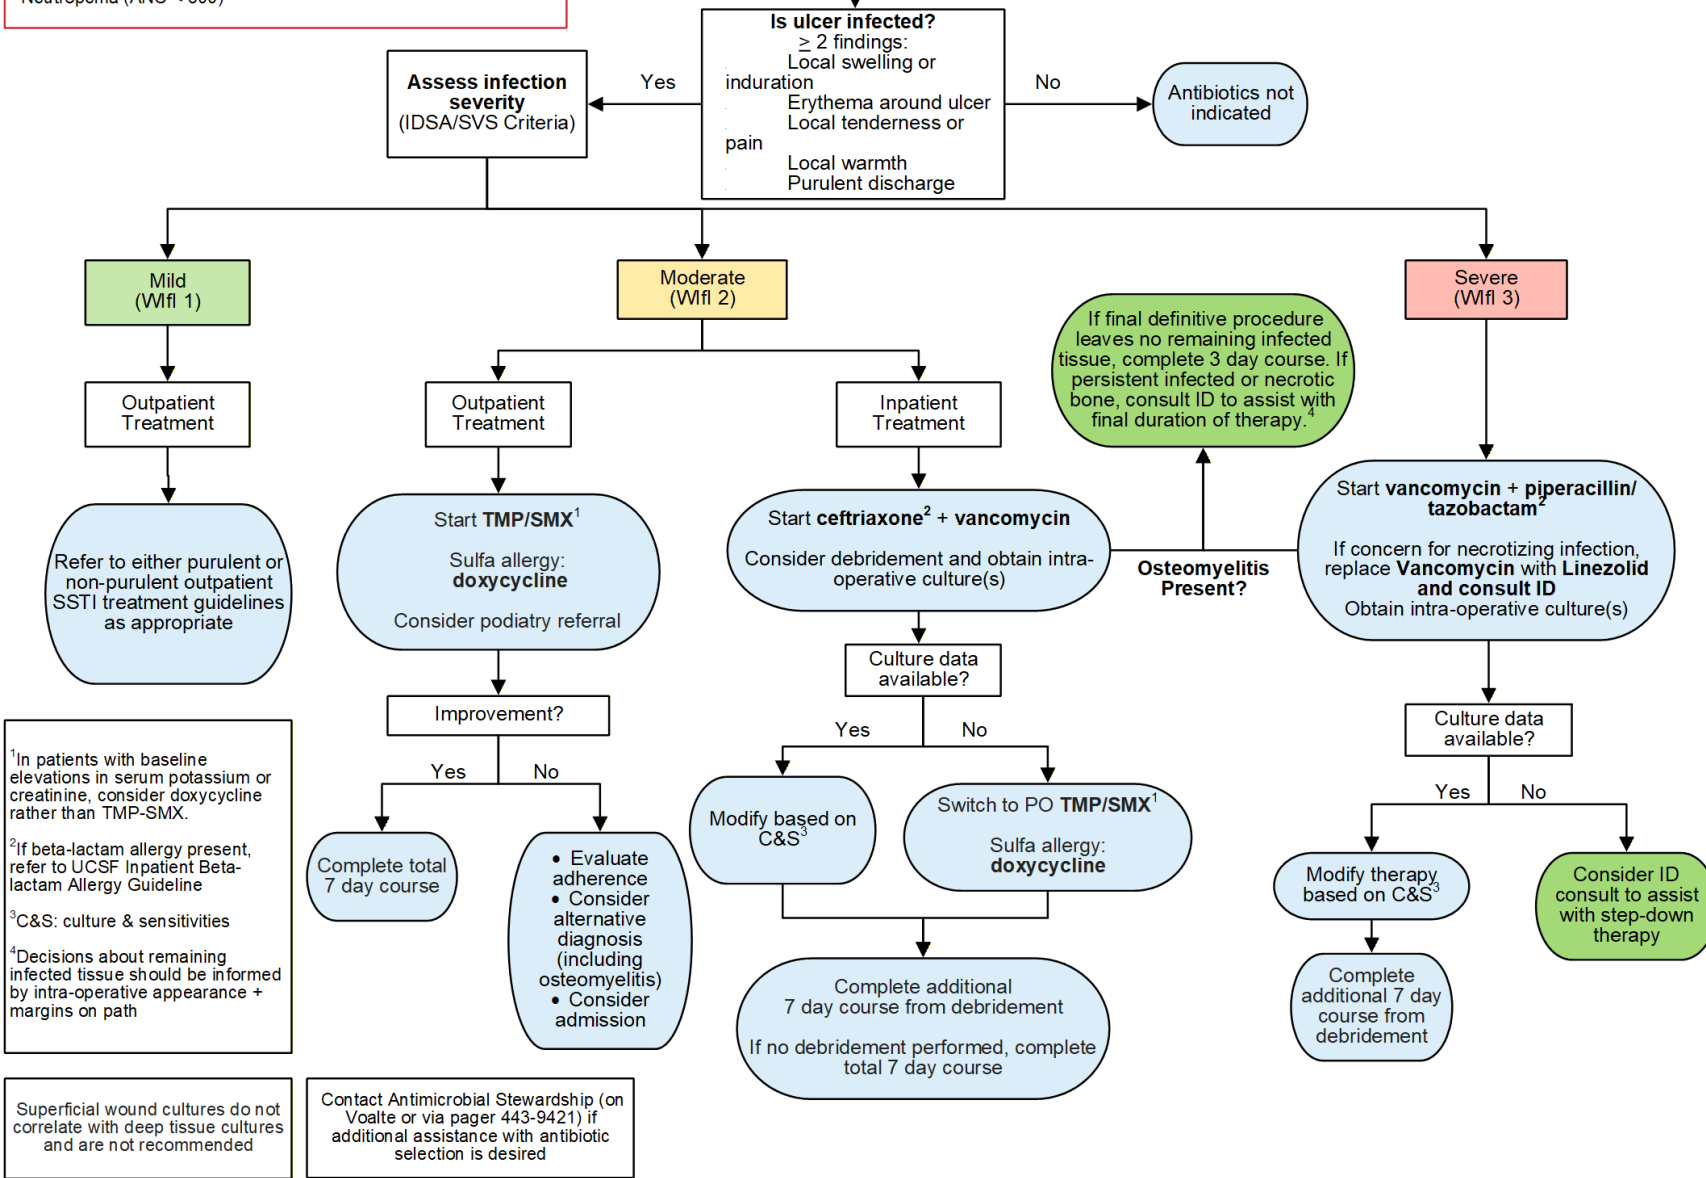 Is ulcer infected?
≥ 2 findings:
Local swelling or
induration
Erythema around ulcer
Local tenderness or
pain
Local warmth
Purulent discharge
Yes
No
Assess infection
severity
(IDSA/SVS Criteria)
Antibiotics not
indicated
Mild
(WIfI 1)
Moderate
(WIfI 2)
Severe
(WIfI 3)
Outpatient
Treatment
Refer to either purulent or
non-purulent outpatient
SSTI treatment guidelines
as appropriate
Outpatient
Treatment
Start TMP/SMX¹
Sulfa allergy:
doxycycline
Consider podiatry referral
Improvement?
Yes
No
Complete total
7 day course
• Evaluate
adherence
• Consider
alternative
diagnosis
(including
osteomyelitis)
• Consider
admission
Inpatient
Treatment
Start ceftriaxone² + vancomycin
Consider debridement and obtain intra-
operative culture(s)
Culture data
available?
Yes
No
Modify based on
C&S³
Switch to PO TMP/SMX¹
Sulfa allergy:
doxycycline
Complete additional
7 day course from debridement
If no debridement performed, complete
total 7 day course
If final definitive procedure
leaves no remaining infected
tissue, complete 3 day course. If
persistent infected or necrotic
bone, consult ID to assist with
final duration of therapy.⁴
Osteomyelitis
Present?
Start vancomycin + piperacillin/
tazobactam²
If concern for necrotizing infection,
replace Vancomycin with Linezolid
and consult ID
Obtain intra-operative culture(s)
Culture data
available?
Yes
No
Modify therapy
based on C&S³
Complete
additional 7 day
course from
debridement
Consider ID
consult to assist
with step-down
therapy
¹In patients with baseline
elevations in serum potassium or
creatinine, consider doxycycline
rather than TMP-SMX.
²If beta-lactam allergy present,
refer to UCSF Inpatient Beta-
lactam Allergy Guideline
³C&S: culture & sensitivities
⁴Decisions about remaining
infected tissue should be informed
by intra-operative appearance +
margins on path
Superficial wound cultures do not
correlate with deep tissue cultures
and are not recommended
Contact Antimicrobial Stewardship (on
Voalte or via pager 443-9421) if
additional assistance with antibiotic
selection is desired